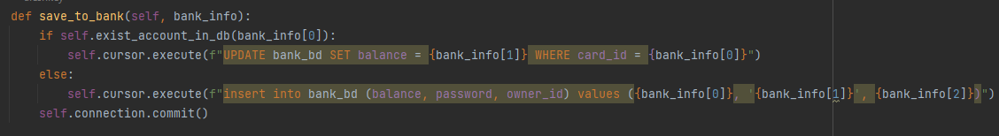 def save_to_bank(self, bank_info):
    if self.exist_account_in_db(bank_info[0]):
        self.cursor.execute(f"UPDATE bank_bd SET balance = {bank_info[1]} WHERE card_id = {bank_info[0]}")
    else:
        self.cursor.execute(f"insert into bank_bd (balance, password, owner_id) values ({bank_info[0]}, '{bank_info[1]}', {bank_info[2]})")
    self.connection.commit()